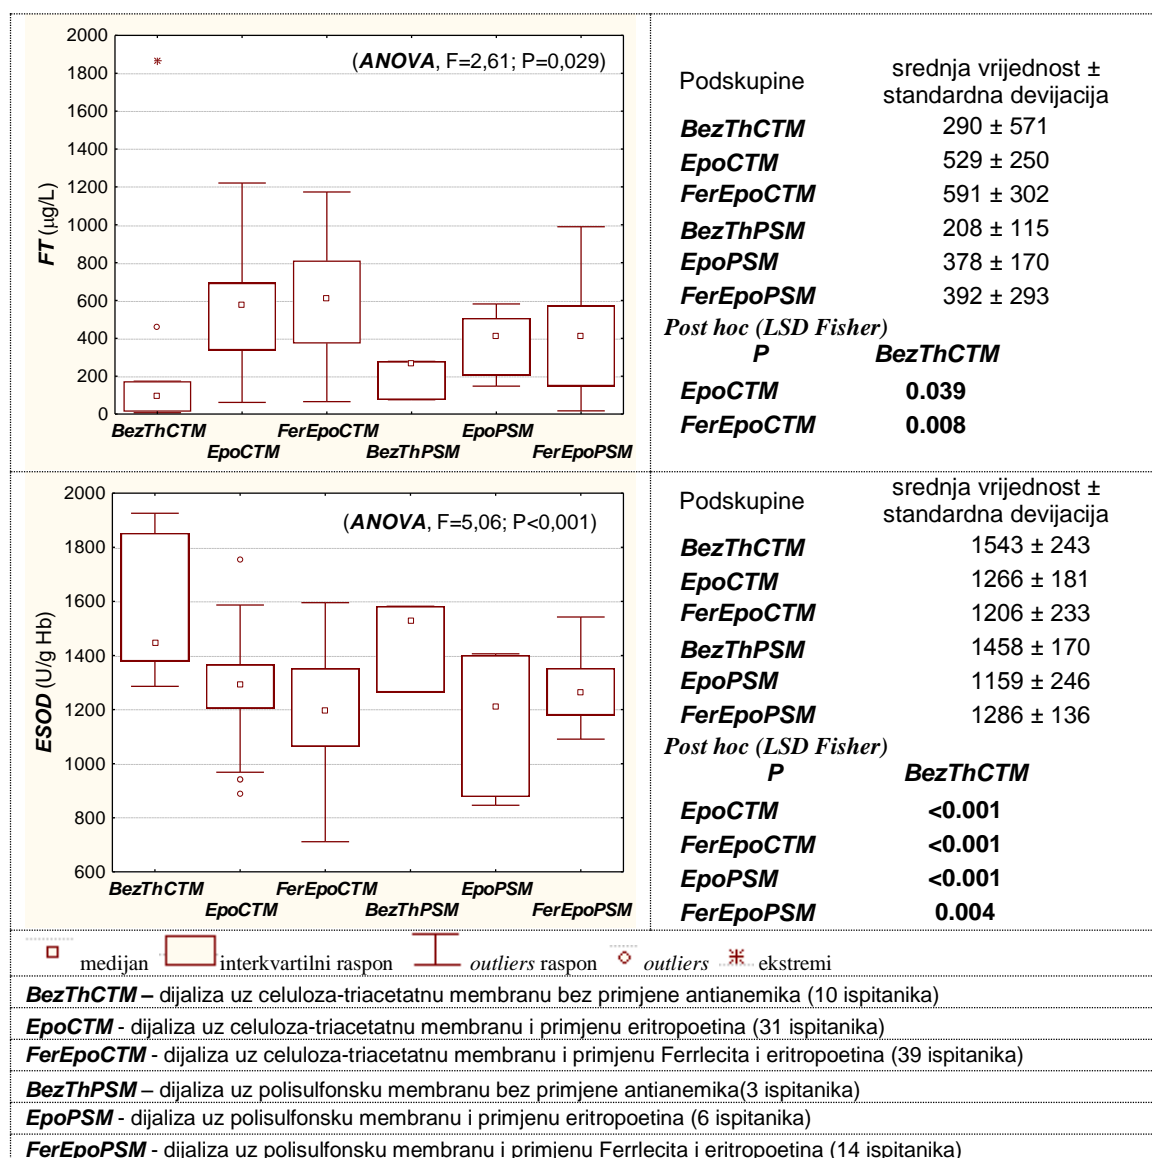 2000
1800
1600
1400
1200
1000
800
600
400
200
0
FT (µg/L)
(ANOVA, F=2,61; P=0,029)
BezThCTM
FerEpoCTM
EpoPSM
EpoCTM
BezThPSM
FerEpoPSM
Podskupine
srednja vrijednost ±
standardna devijacija
BezThCTM 290 ± 571
EpoCTM 529 ± 250
FerEpoCTM 591 ± 302
BezThPSM 208 ± 115
EpoPSM 378 ± 170
FerEpoPSM 392 ± 293
Post hoc (LSD Fisher)
P BezThCTM
EpoCTM 0.039
FerEpoCTM 0.008
2000
1800
1600
1400
1200
1000
800
600
ESOD (U/g Hb)
(ANOVA, F=5,06; P<0,001)
BezThCTM
FerEpoCTM
EpoPSM
EpoCTM
BezThPSM
FerEpoPSM
Podskupine
srednja vrijednost ±
standardna devijacija
BezThCTM 1543 ± 243
EpoCTM 1266 ± 181
FerEpoCTM 1206 ± 233
BezThPSM 1458 ± 170
EpoPSM 1159 ± 246
FerEpoPSM 1286 ± 136
Post hoc (LSD Fisher)
P BezThCTM
EpoCTM <0.001
FerEpoCTM <0.001
EpoPSM <0.001
FerEpoPSM 0.004
medijan interkvartilni raspon outliers raspon outliers ekstremi
BezThCTM – dijaliza uz celuloza-triacetatnu membranu bez primjene antianemika (10 ispitanika)
EpoCTM - dijaliza uz celuloza-triacetatnu membranu i primjenu eritropoetina (31 ispitanika)
FerEpoCTM - dijaliza uz celuloza-triacetatnu membranu i primjenu Ferrlecita i eritropoetina (39 ispitanika)
BezThPSM – dijaliza uz polisulfonsku membranu bez primjene antianemika(3 ispitanika)
EpoPSM - dijaliza uz polisulfonsku membranu i primjenu eritropoetina (6 ispitanika)
FerEpoPSM - dijaliza uz polisulfonsku membranu i primjenu Ferrlecita i eritropoetina (14 ispitanika)